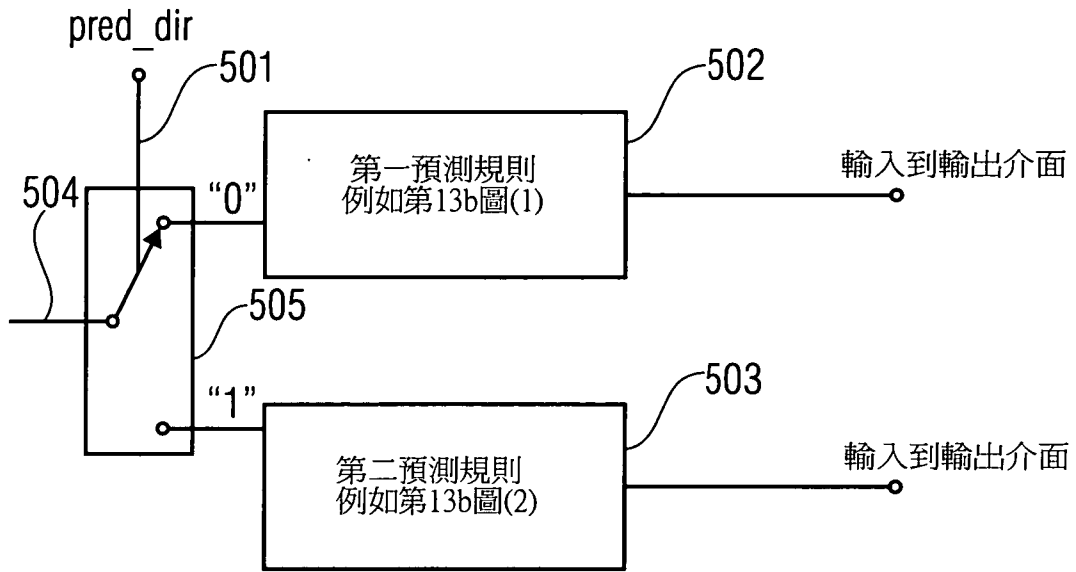 pred_dir
501
502
第一預測規則
例如第13b圖(1)
輸入到輸出介面
504
“0”
505
“1”
503
第二預測規則
例如第13b圖(2)
輸入到輸出介面